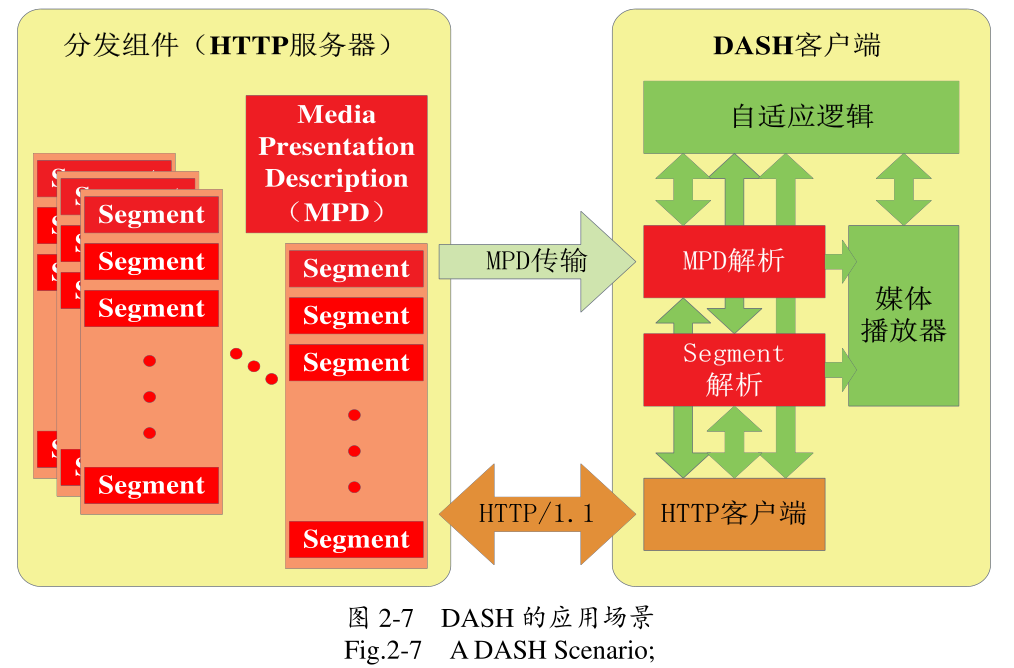 分发组件（HTTP服务器）
Media
Presentation
Description
（MPD）
S
S
S
S
S
S
S
S
Segment
Segment
Segment
Segment
Segment
Segment
Segment
Segment
MPD传输
HTTP/1.1
DASH客户端
自适应逻辑
MPD解析
Segment
解析
媒体
播放器
HTTP客户端
图 2-7 DASH 的应用场景
Fig.2-7 A DASH Scenario;